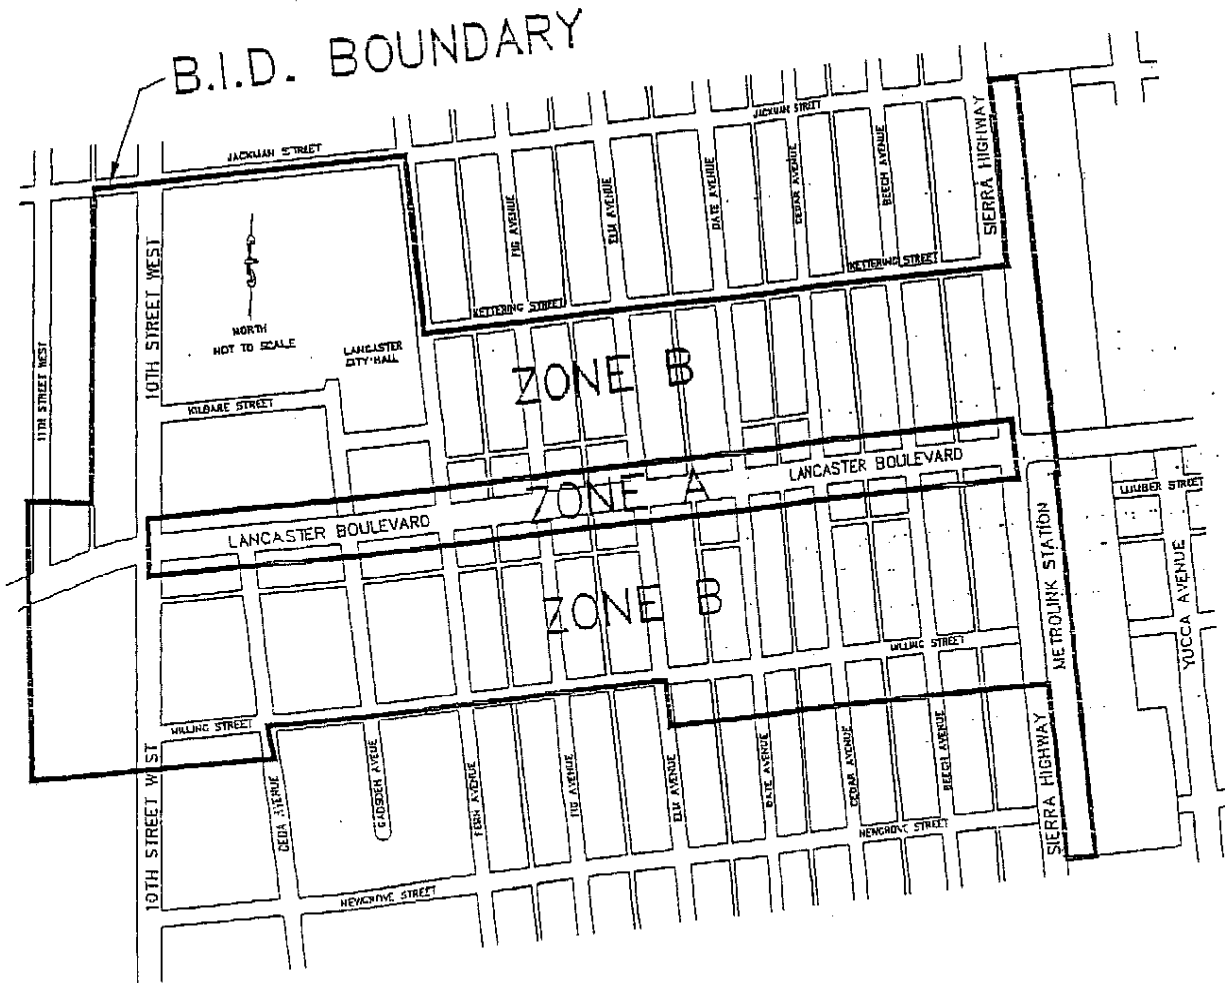 B.I.D. BOUNDARY
JACKMAN STREET
JACKMAN STREET
10TH STREET WEST
11TH STREET WEST
NORTH
NOT TO SCALE
LANCASTER
CITY HALL
FIG AVENUE
ELM AVENUE
DATE AVENUE
CEDAR AVENUE
BEECH AVENUE
SIERRA HIGHWAY
KETTERING STREET
KETTERING STREET
KILDARE STREET
ZONE B
ZONE A
LANCASTER BOULEVARD
LANCASTER BOULEVARD
ZONE B
METROLINK STATION
LUMBER STREET
YUCCA AVENUE
MILLING STREET
MILLING STREET
10TH STREET WEST
CEDA AVENUE
GADSDEN AVEUE
FERN AVENUE
FIG AVENUE
ELM AVENUE
DATE AVENUE
CEDAR AVENUE
BEECH AVENUE
SIERRA HIGHWAY
NEWGROVE STREET
NEWGROVE STREET